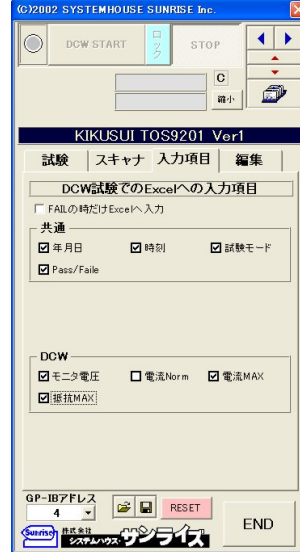 (C)2002 SYSTEMHOUSE SUNRISE Inc.
DCW START ロック STOP
C
縮小
KIKUSUI TOS9201 Ver1
試験 スキャナ 入力項目 編集
DCW試験でのExcelへの入力項目
FAILの時だけExcelへ入力
共通
年月日 時刻 試験モード
Pass/Faile
DCW
モニタ電圧 電流Norm 電流MAX
抵抗MAX
GP-IBアドレス
4 RESET
END
Sunrise 株式会社
システムハウス・サンライズ